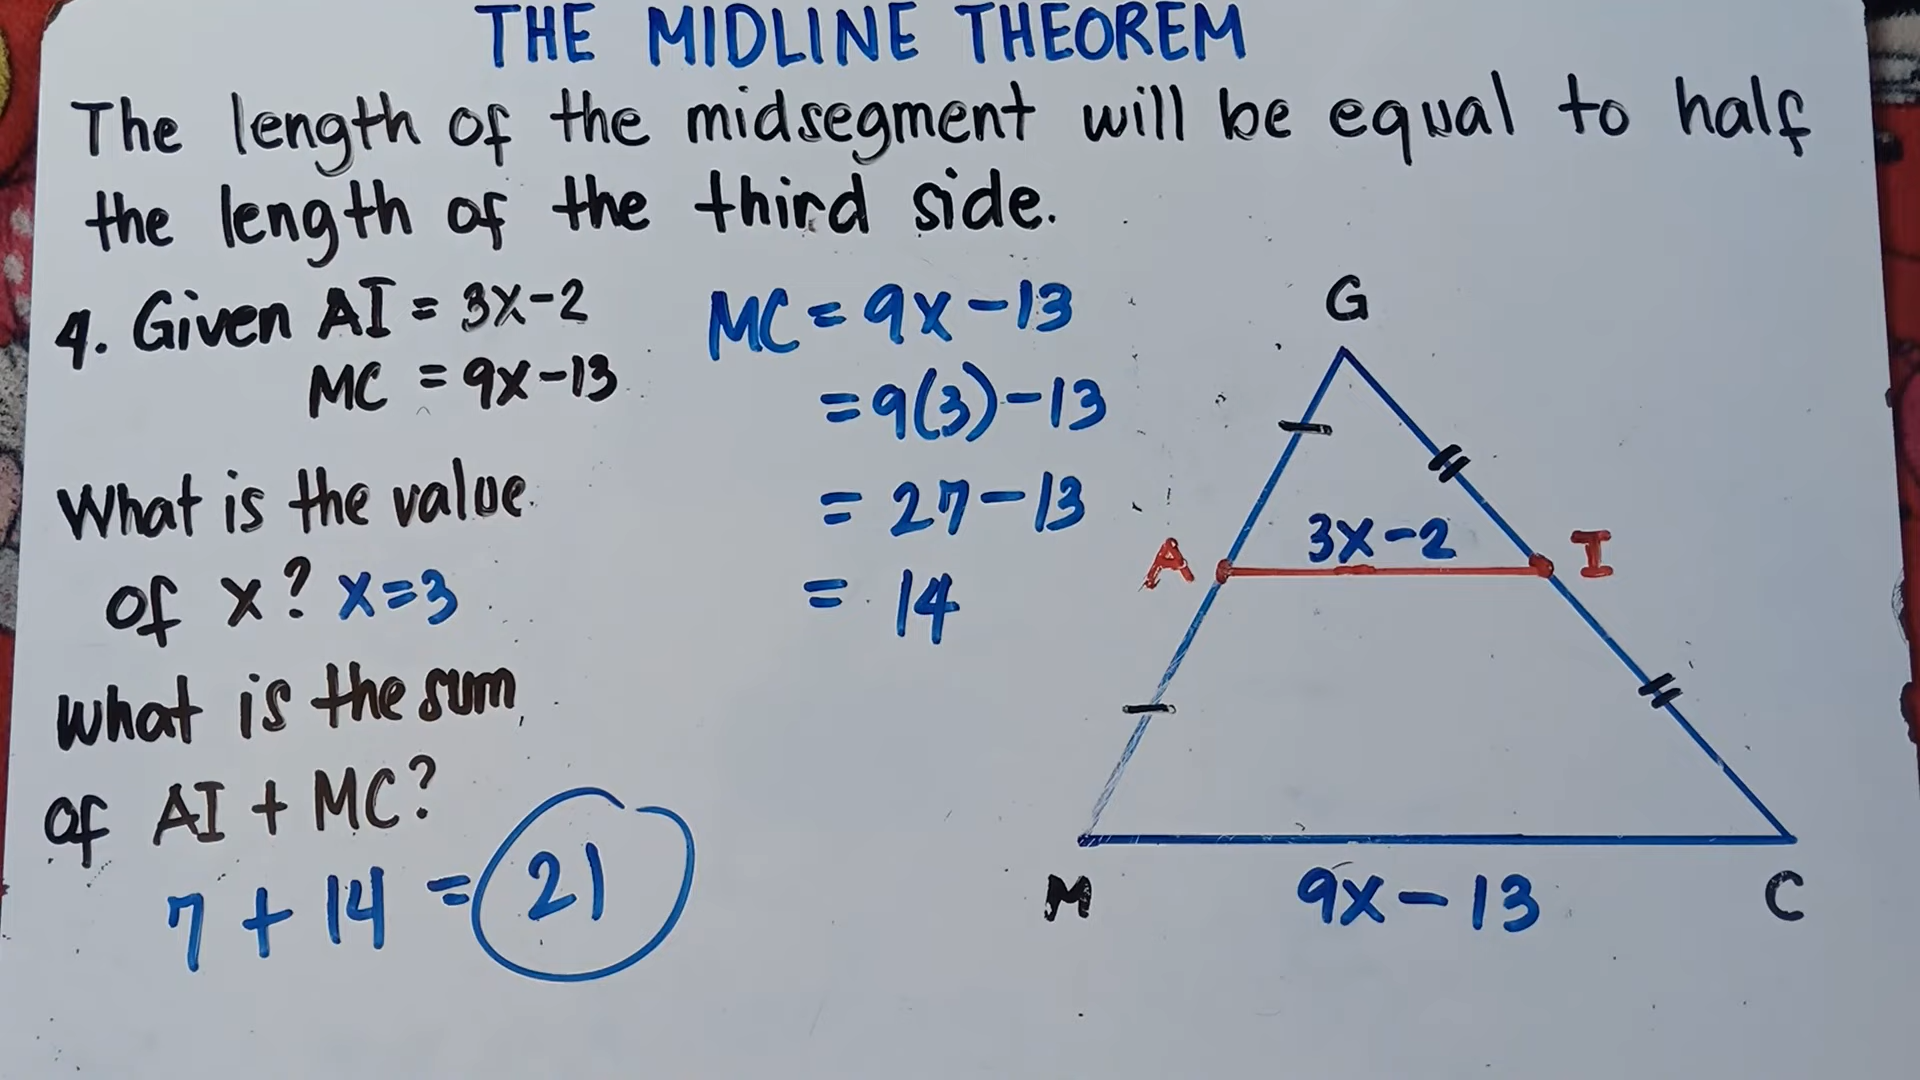 THE MIDLINE THEOREM
The length of the midsegment will be equal to half
the length of the third side.
4. Given AI = 3x-2
MC = 9x-13
What is the value
of x? x=3
what is the sum
of AI + MC?
7 + 14 = 21
MC = 9x-13
=9(3)-13
= 27-13
= 14
G
A
3x-2
I
M
9x-13
C